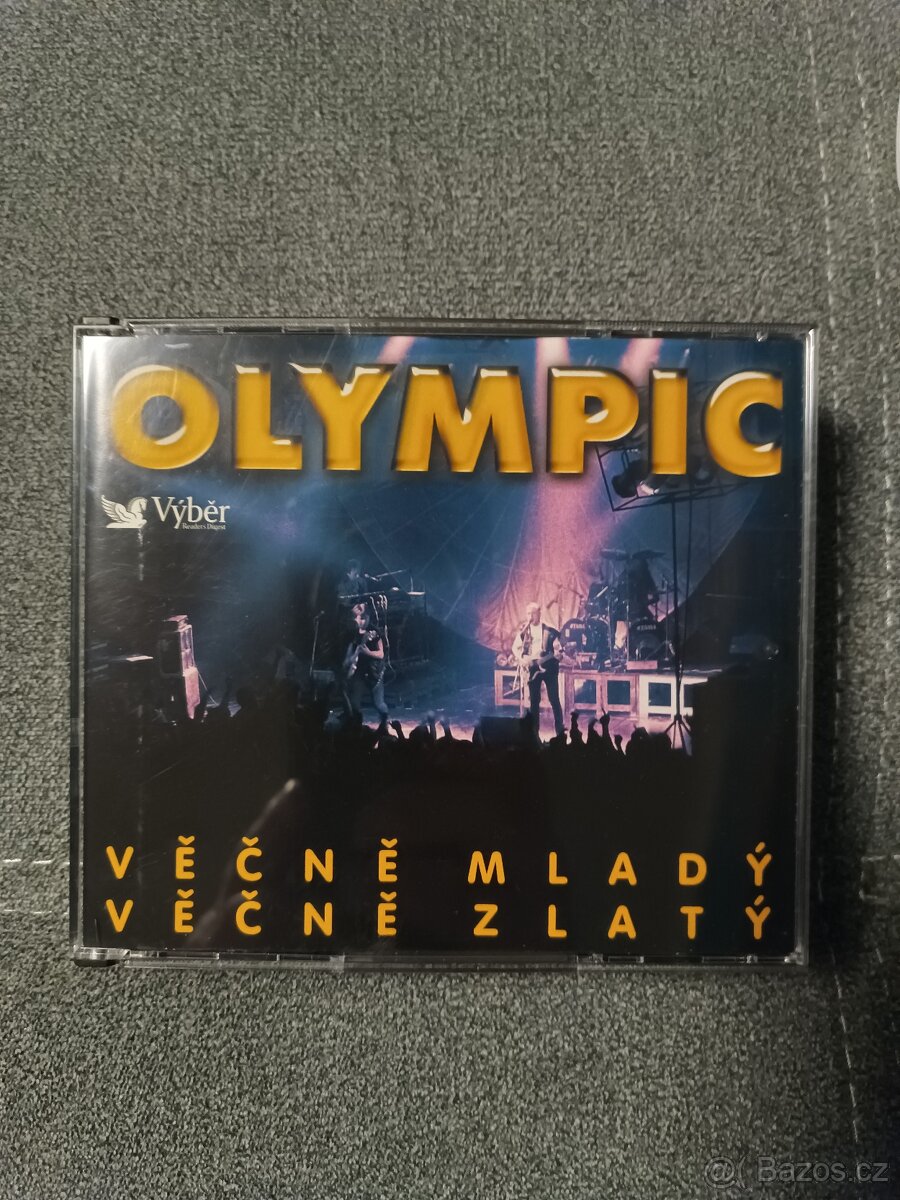 OLYMPIC
Výběr
Reader's Digest
VĚČNĚ MLADÝ
VĚČNĚ ZLATÝ
@( Bazos.cz